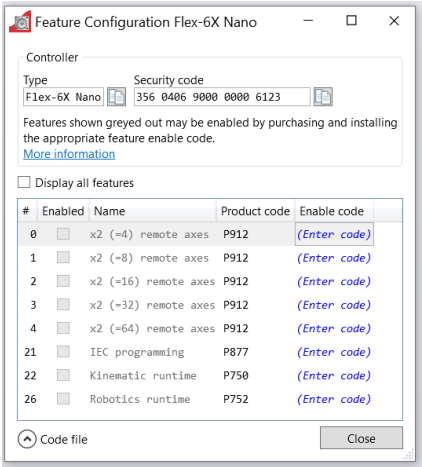 Feature Configuration Flex-6X Nano
Controller
Type Security code
Flex-6X Nano 356 0406 9000 0000 6123
Features shown greyed out may be enabled by purchasing and installing
the appropriate feature enable code.
More information
Display all features
# Enabled Name Product code Enable code
0 x2 (=4) remote axes P912 (Enter code)
1 x2 (=8) remote axes P912 (Enter code)
2 x2 (=16) remote axes P912 (Enter code)
3 x2 (=32) remote axes P912 (Enter code)
4 x2 (=64) remote axes P912 (Enter code)
21 IEC programming P877 (Enter code)
22 Kinematic runtime P750 (Enter code)
26 Robotics runtime P752 (Enter code)
Code file Close